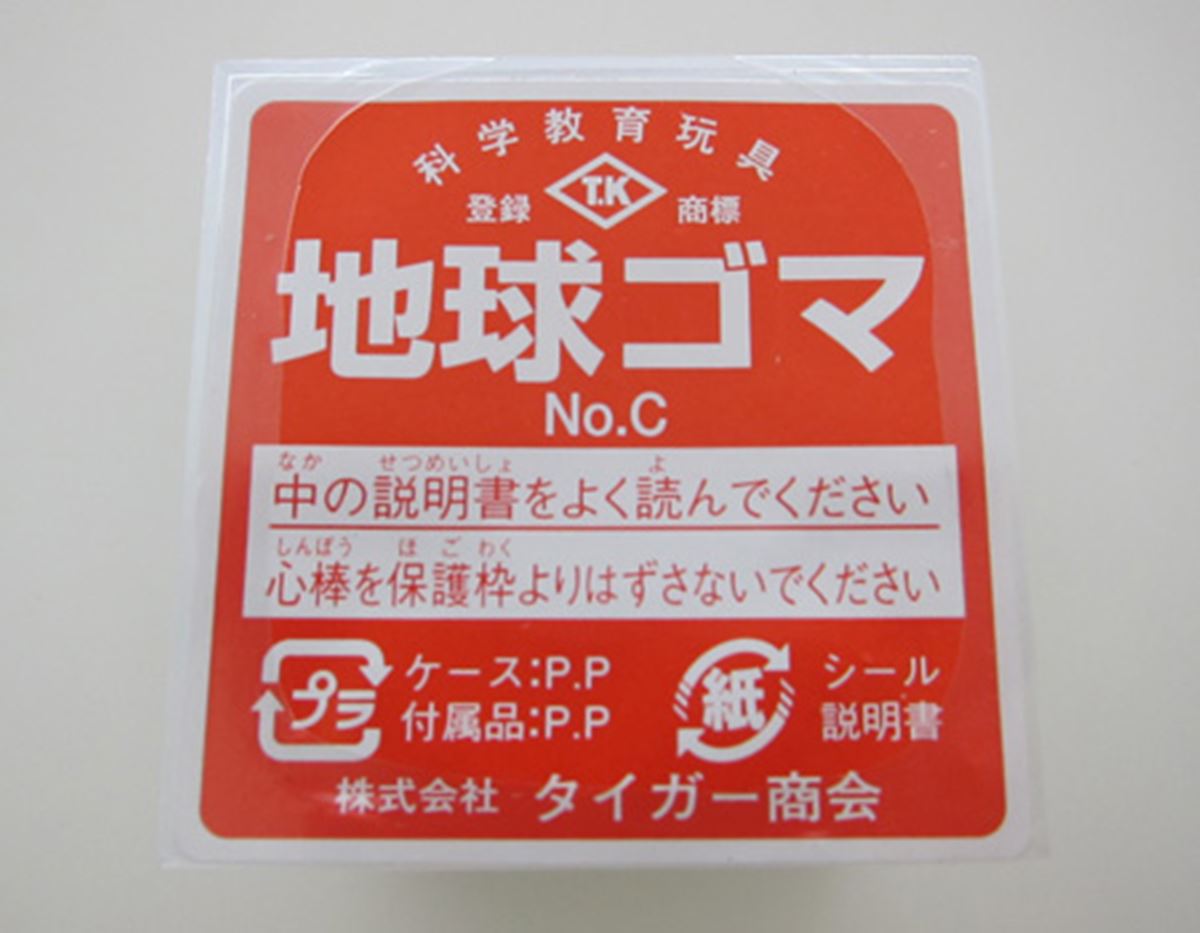 科学教育玩具
登録 T.K 商標
地球ゴマ
No.C
なか せつめいしょ よ
中の説明書をよく読んでください
しんぼう ほ ご わく
心棒を保護枠よりはずさないでください
プラ ケース:P.P 紙 シール
付属品:P.P 説明書
株式会社 タイガー商会